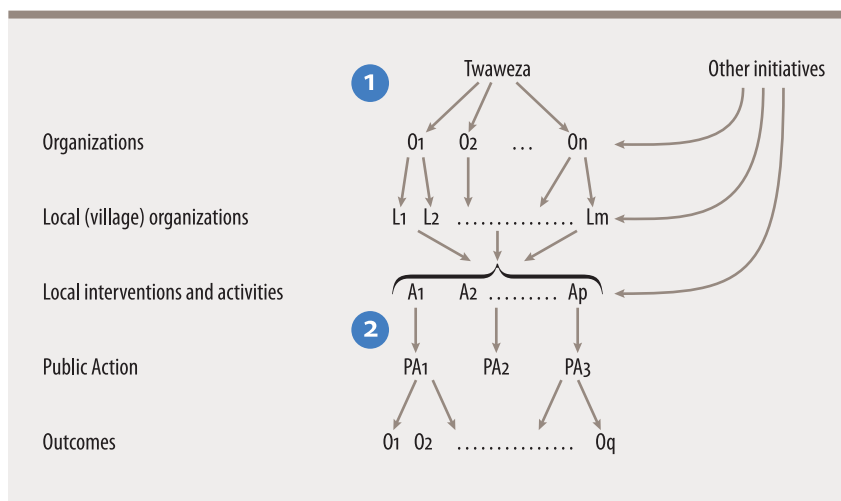 1 Twaweza Other initiatives
Organizations O1 O2 ... On
Local (village) organizations L1 L2 .............. Lm
Local interventions and activities A1 A2 ......... Ap
2
Public Action PA1 PA2 PA3
Outcomes O1 O2 ............... Oq